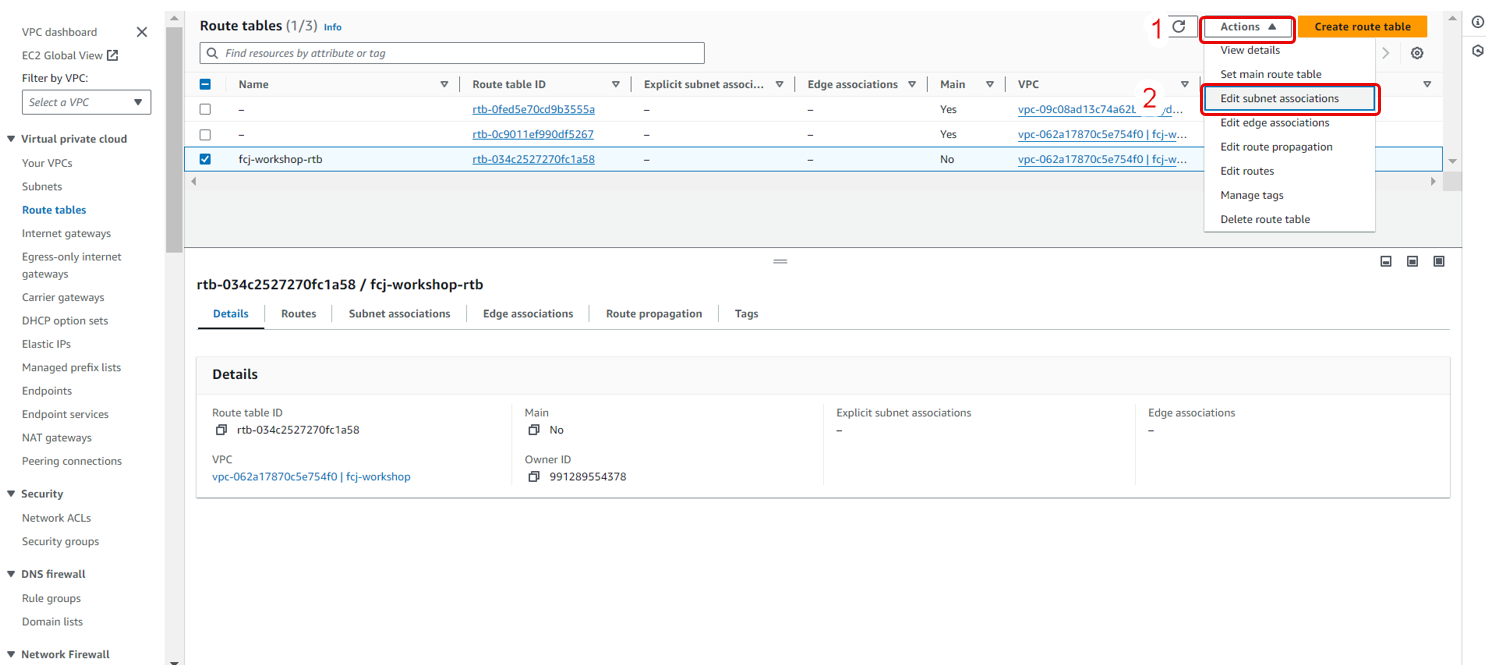 VPC dashboard
EC2 Global View
Filter by VPC:
Select a VPC
Virtual private cloud
Your VPCs
Subnets
Route tables
Internet gateways
Egress-only internet
gateways
Carrier gateways
DHCP option sets
Elastic IPs
Managed prefix lists
Endpoints
Endpoint services
NAT gateways
Peering connections
Security
Network ACLs
Security groups
DNS firewall
Rule groups
Domain lists
Network Firewall
Route tables (1/3) Info
1 Actions Create route table
Find resources by attribute or tag
Name Route table ID Explicit subnet associ... Edge associations Main VPC
– rtb-0fed5e70cd9b3555a – – Yes vpc-09c08ad13c74a62
– rtb-0c9011ef990df5267 – – Yes vpc-062a17870c5e754f0 | fcj-w...
fcj-workshop-rtb rtb-034c2527270fc1a58 – – No vpc-062a17870c5e754f0 | fcj-w...
View details
Set main route table
2 Edit subnet associations
Edit edge associations
Edit route propagation
Edit routes
Manage tags
Delete route table
rtb-034c2527270fc1a58 / fcj-workshop-rtb
Details Routes Subnet associations Edge associations Route propagation Tags
Details
Route table ID
rtb-034c2527270fc1a58
VPC
vpc-062a17870c5e754f0 | fcj-workshop
Main
No
Owner ID
991289554378
Explicit subnet associations
–
Edge associations
–